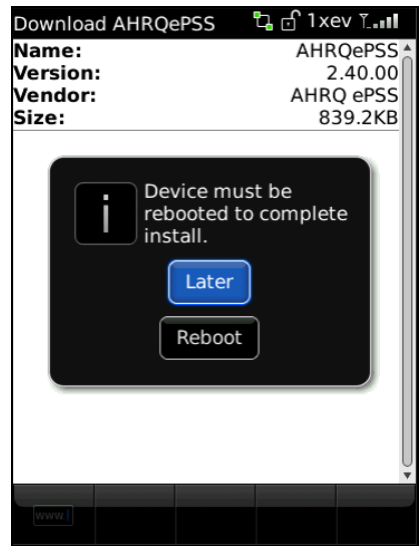 Download AHRQePSS 1xev
Name: AHRQePSS
Version: 2.40.00
Vendor: AHRQ ePSS
Size: 839.2KB
i
Device must be
rebooted to complete
install.
Later
Reboot
www.